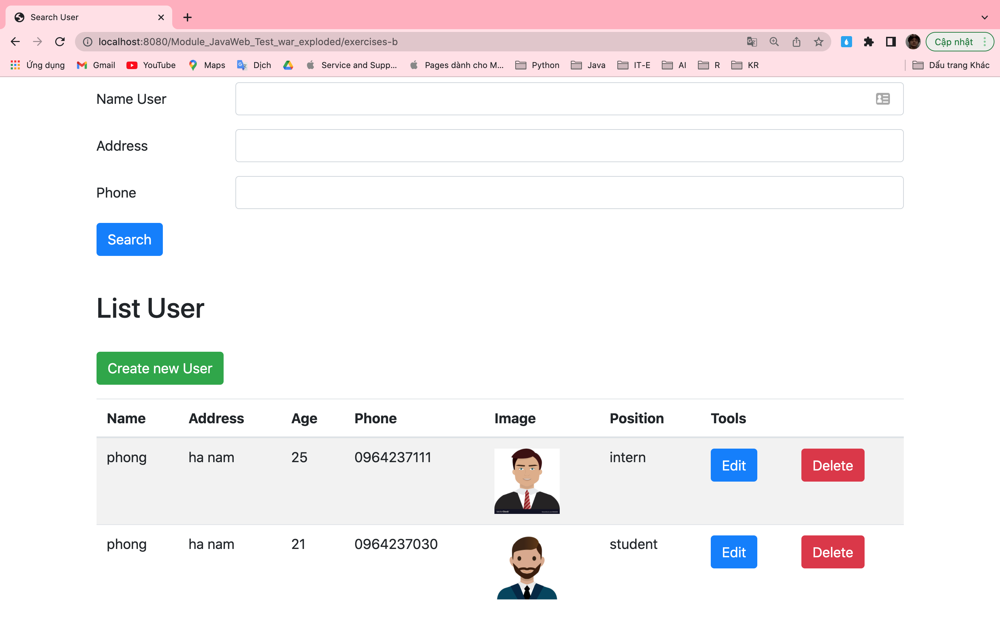 Search User
localhost:8080/Module_JavaWeb_Test_war_exploded/exercises-b
Cập nhật
Ứng dụng Gmail YouTube Maps Dịch Service and Supp... Pages dành cho M... Python Java IT-E AI R KR Dấu trang Khác
Name User
Address
Phone
Search
List User
Create new User
Name Address Age Phone Image Position Tools
phong ha nam 25 0964237111 intern Edit Delete
VectorStock
phong ha nam 21 0964237030 student Edit Delete